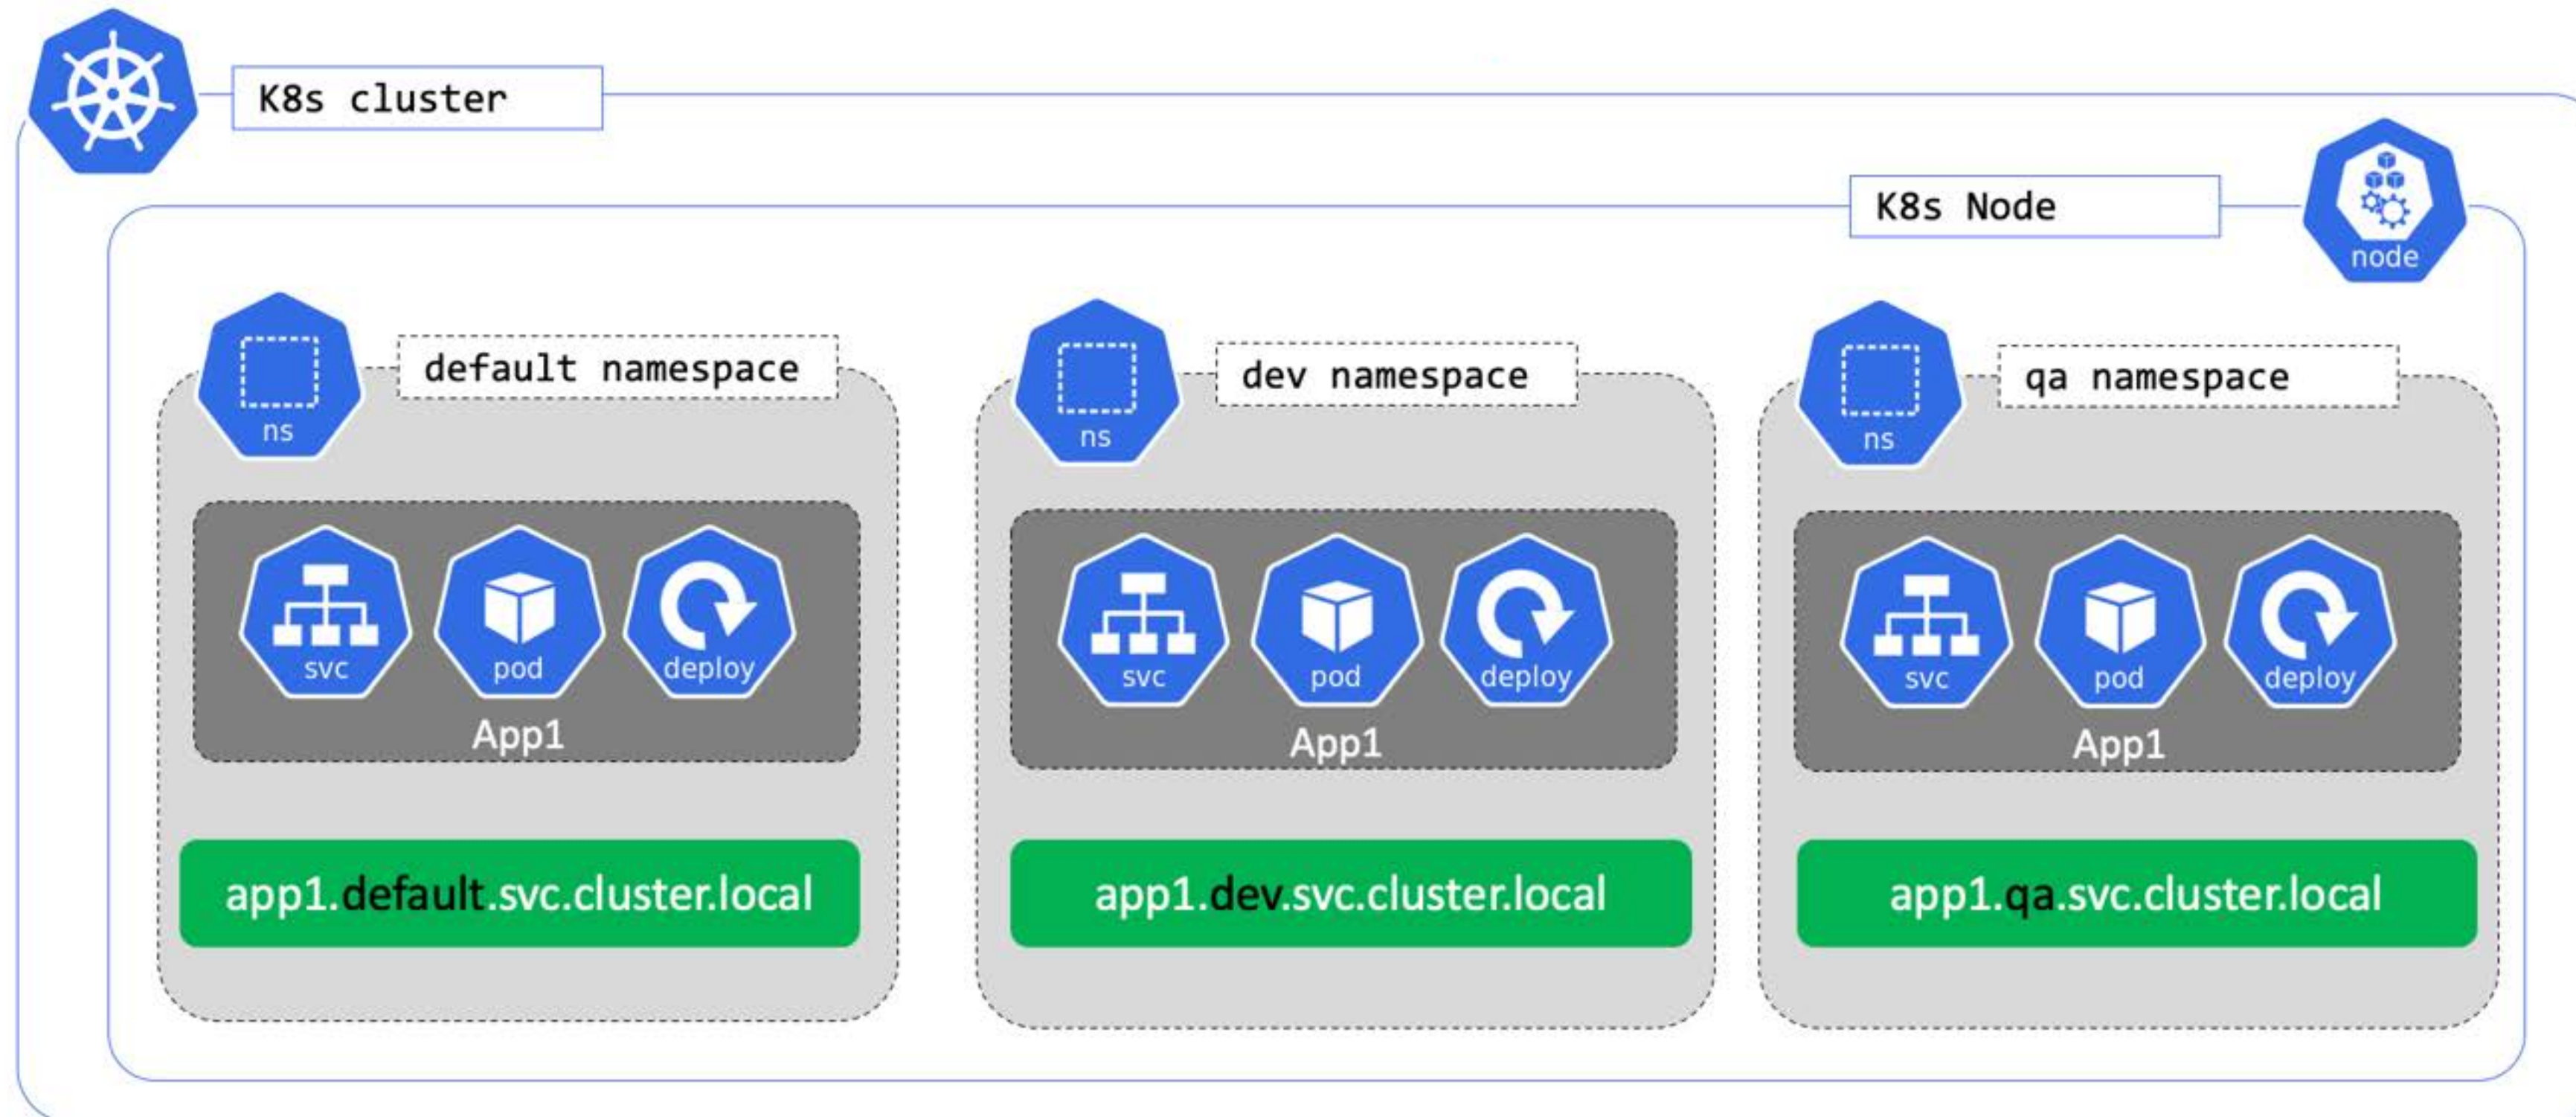 K8s cluster
K8s Node
node
default namespace
ns
dev namespace
ns
qa namespace
ns
svc
pod
deploy
App1
svc
pod
deploy
App1
svc
pod
deploy
App1
app1.default.svc.cluster.local
app1.dev.svc.cluster.local
app1.qa.svc.cluster.local